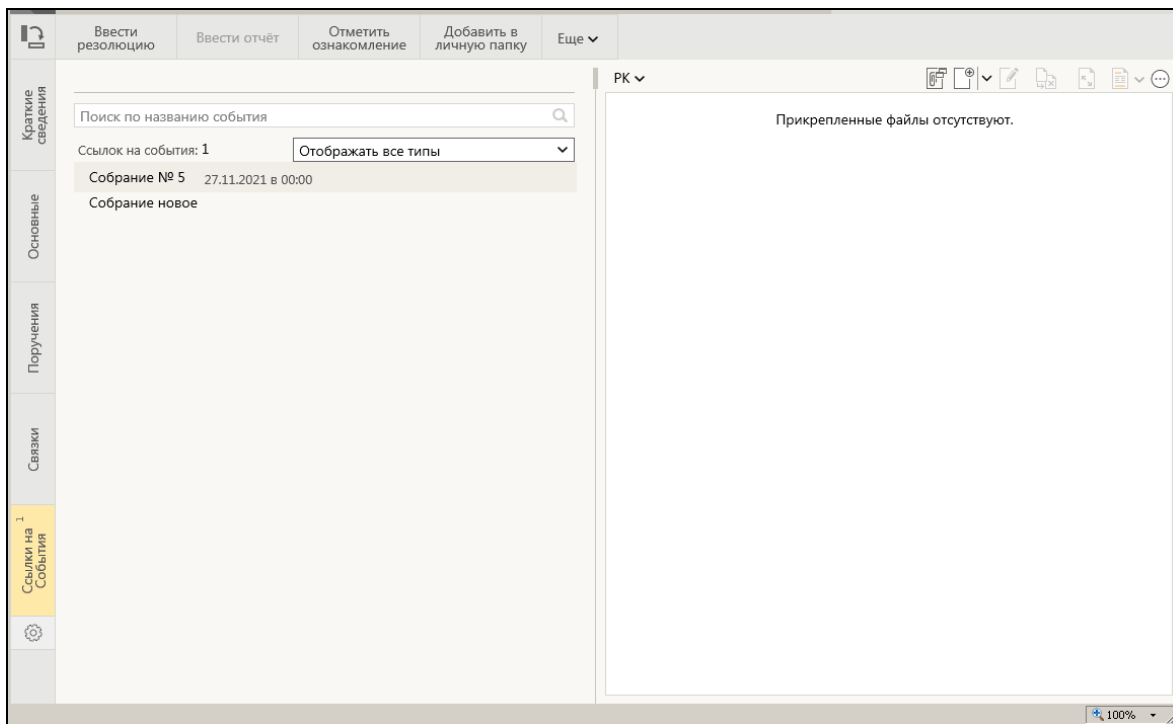 Ввести резолюцию
Ввести отчёт
Отметить ознакомление
Добавить в личную папку
Еще
Краткие сведения
Основные
Поручения
Связки
Ссылки на События
1
Поиск по названию события
Ссылок на события: 1
Отображать все типы
Собрание № 5 27.11.2021 в 00:00
Собрание новое
РК
Прикрепленные файлы отсутствуют.
100%